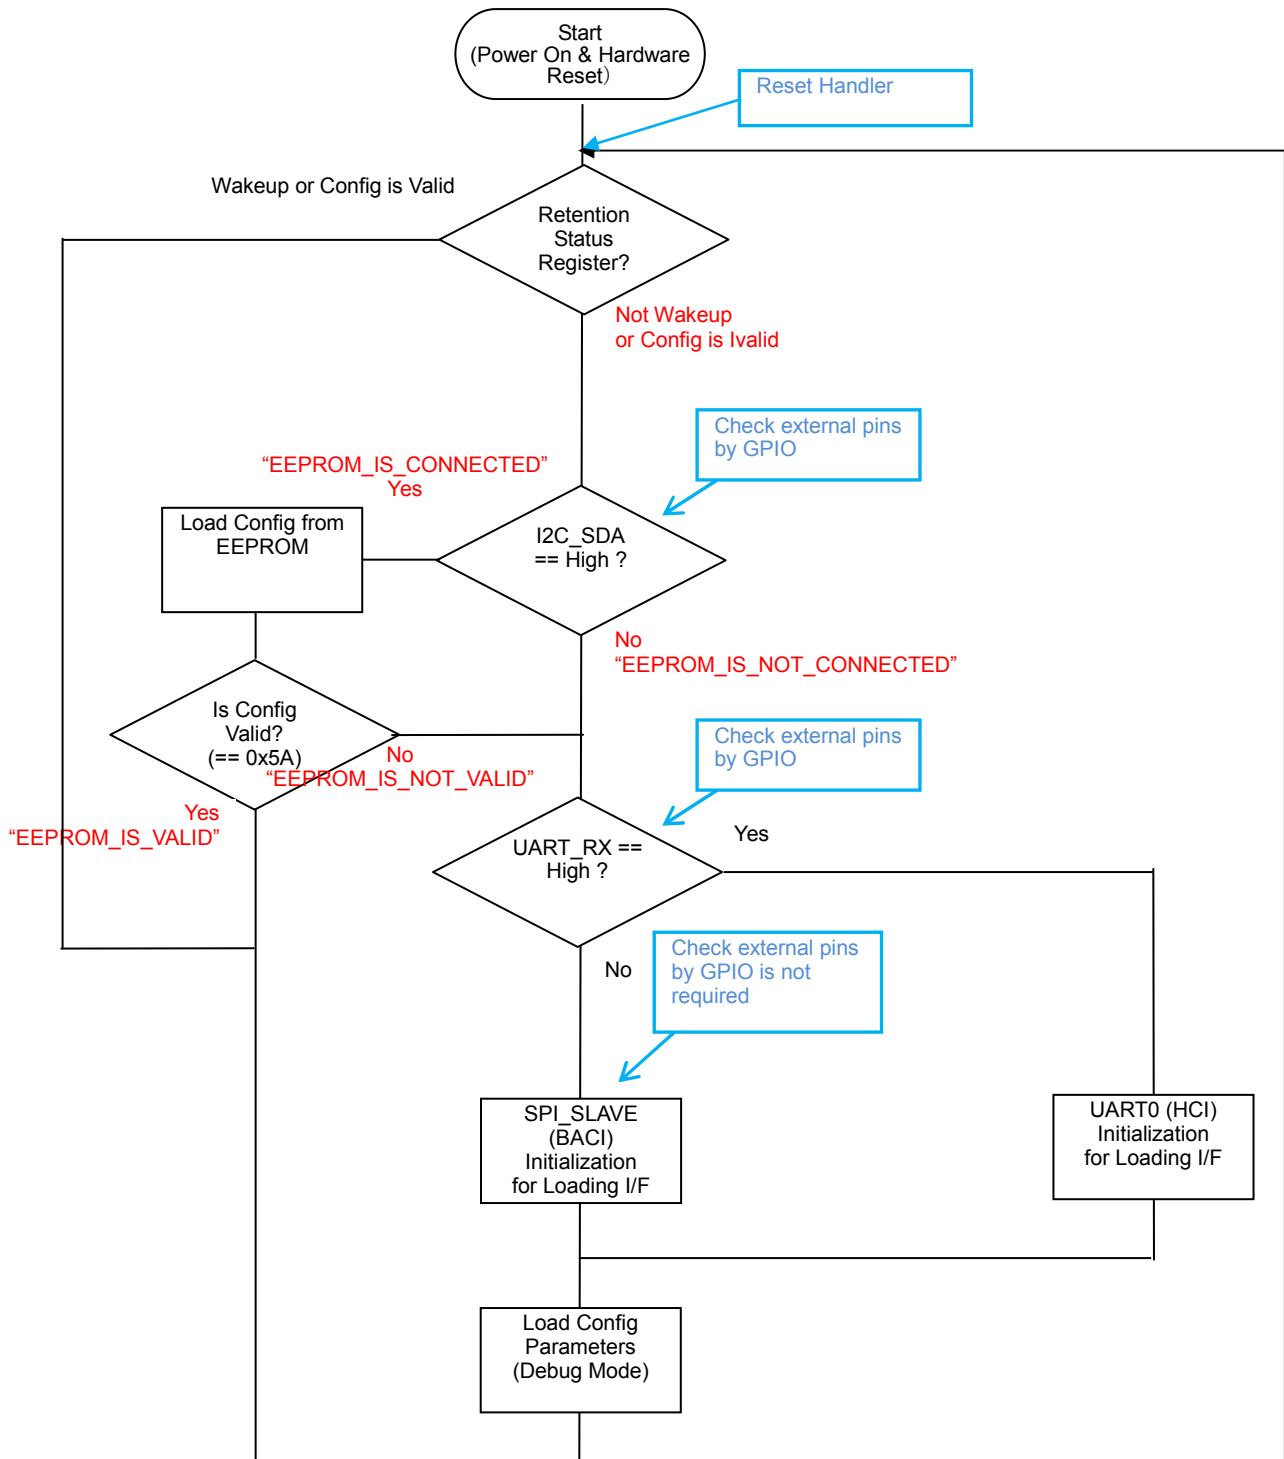 Start
(Power On & Hardware
Reset）
Reset Handler
Wakeup or Config is Valid
Retention
Status
Register?
Not Wakeup
or Config is Ivalid
Check external pins
by GPIO
“EEPROM_IS_CONNECTED”
Yes
Load Config from
EEPROM
I2C_SDA
== High ?
No
“EEPROM_IS_NOT_CONNECTED”
Is Config
Valid?
(== 0x5A)
No
“EEPROM_IS_NOT_VALID”
Check external pins
by GPIO
Yes
“EEPROM_IS_VALID”
UART_RX ==
High ?
Yes
No
Check external pins
by GPIO is not
required
SPI_SLAVE
(BACI)
Initialization
for Loading I/F
UART0 (HCI)
Initialization
for Loading I/F
Load Config
Parameters
(Debug Mode)